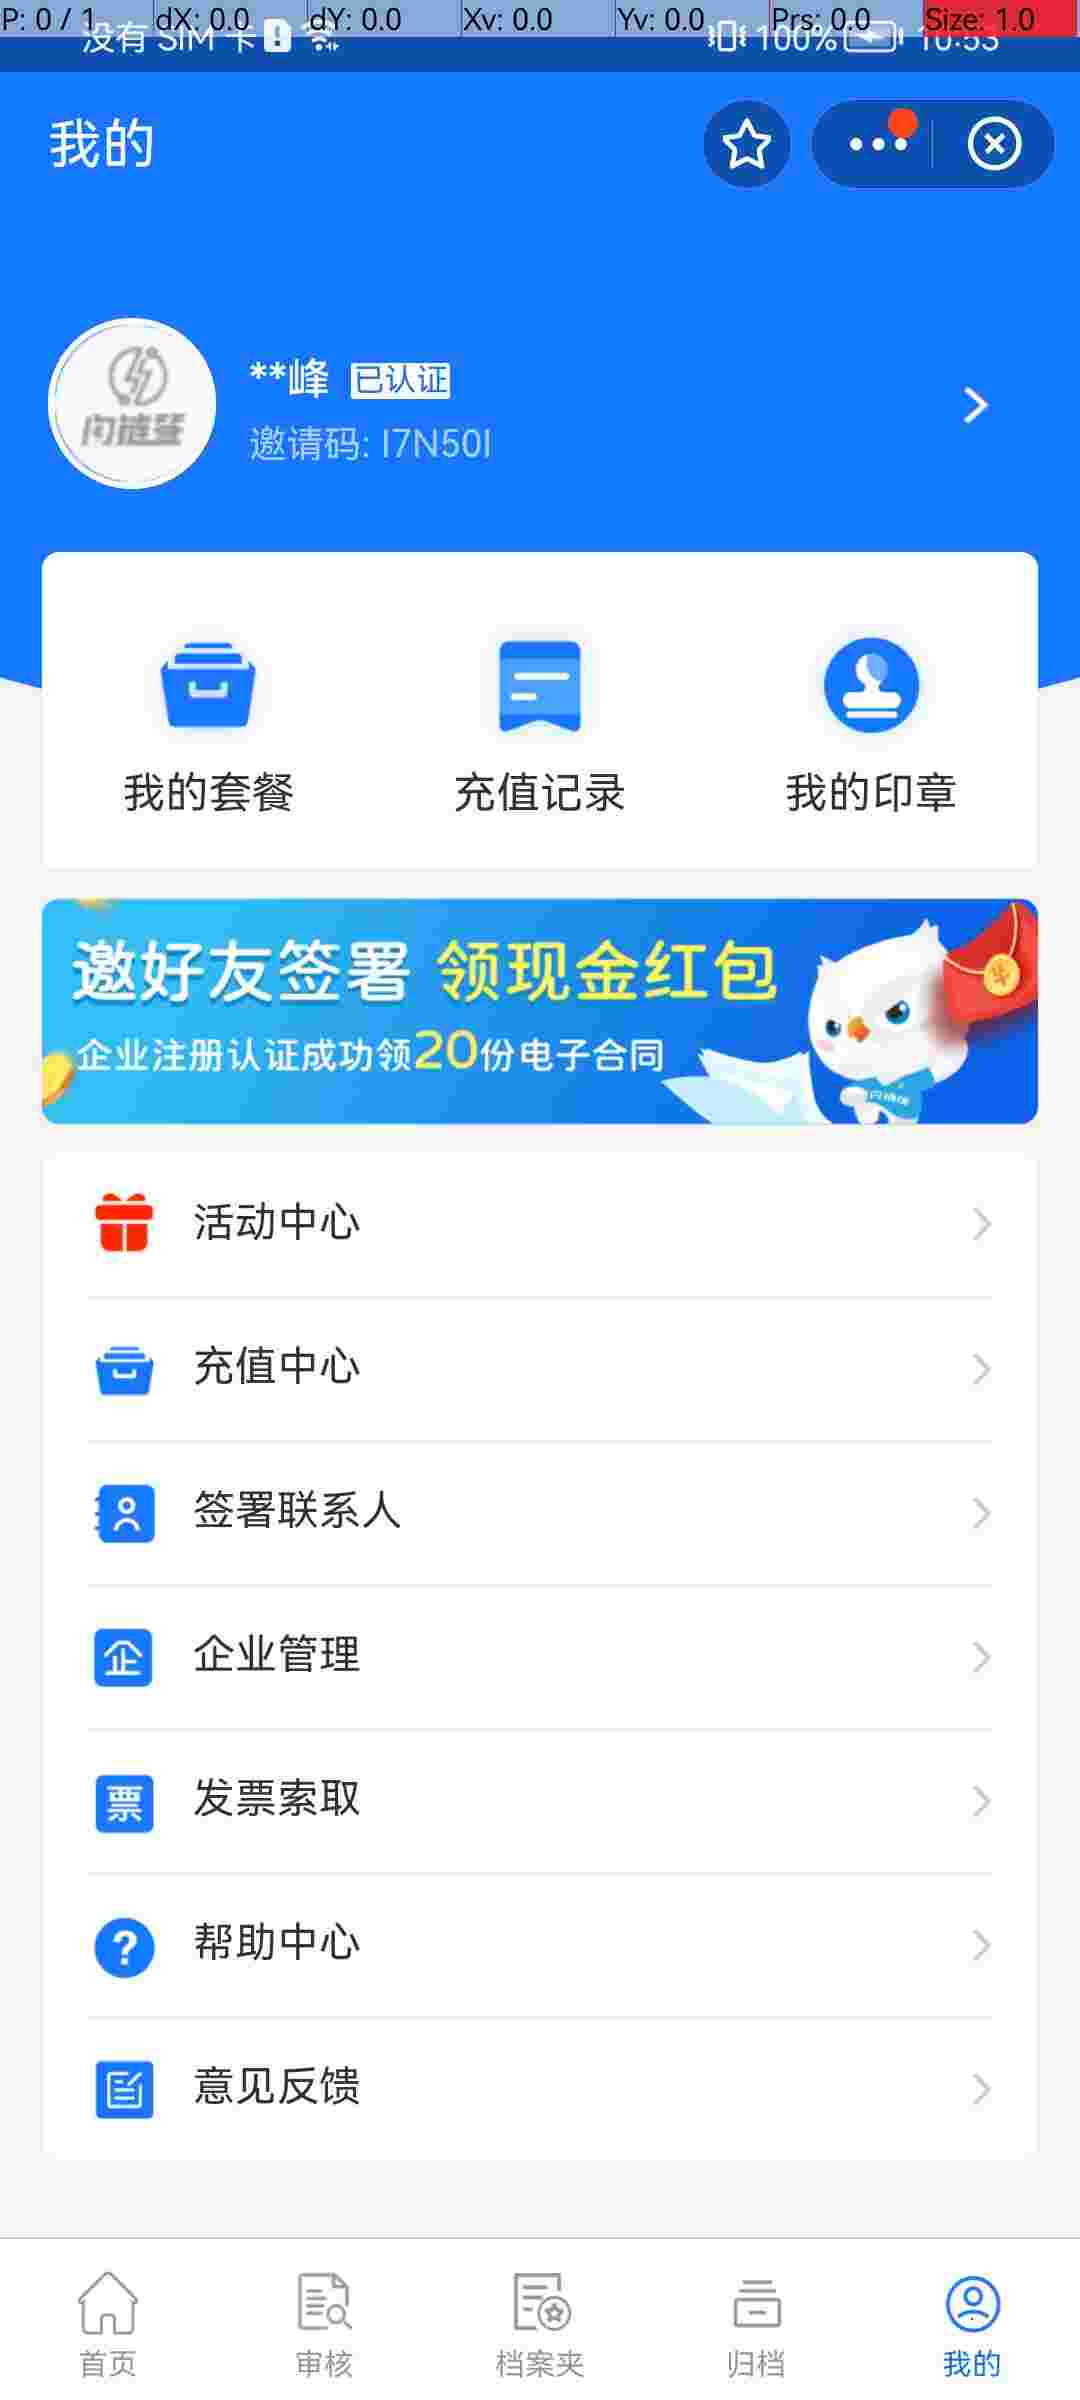 P: 0 / 1 dX: 0.0 dY: 0.0 Xv: 0.0 Yv: 0.0 Prs: 0.0 Size: 1.0
没有 SIM 卡 100% 10:53
我的
**峰 已认证
邀请码: I7N50I
我的套餐 充值记录 我的印章
邀好友签署 领现金红包
企业注册认证成功领20份电子合同
活动中心
充值中心
签署联系人
企业管理
发票索取
帮助中心
意见反馈
首页 审核 档案夹 归档 我的